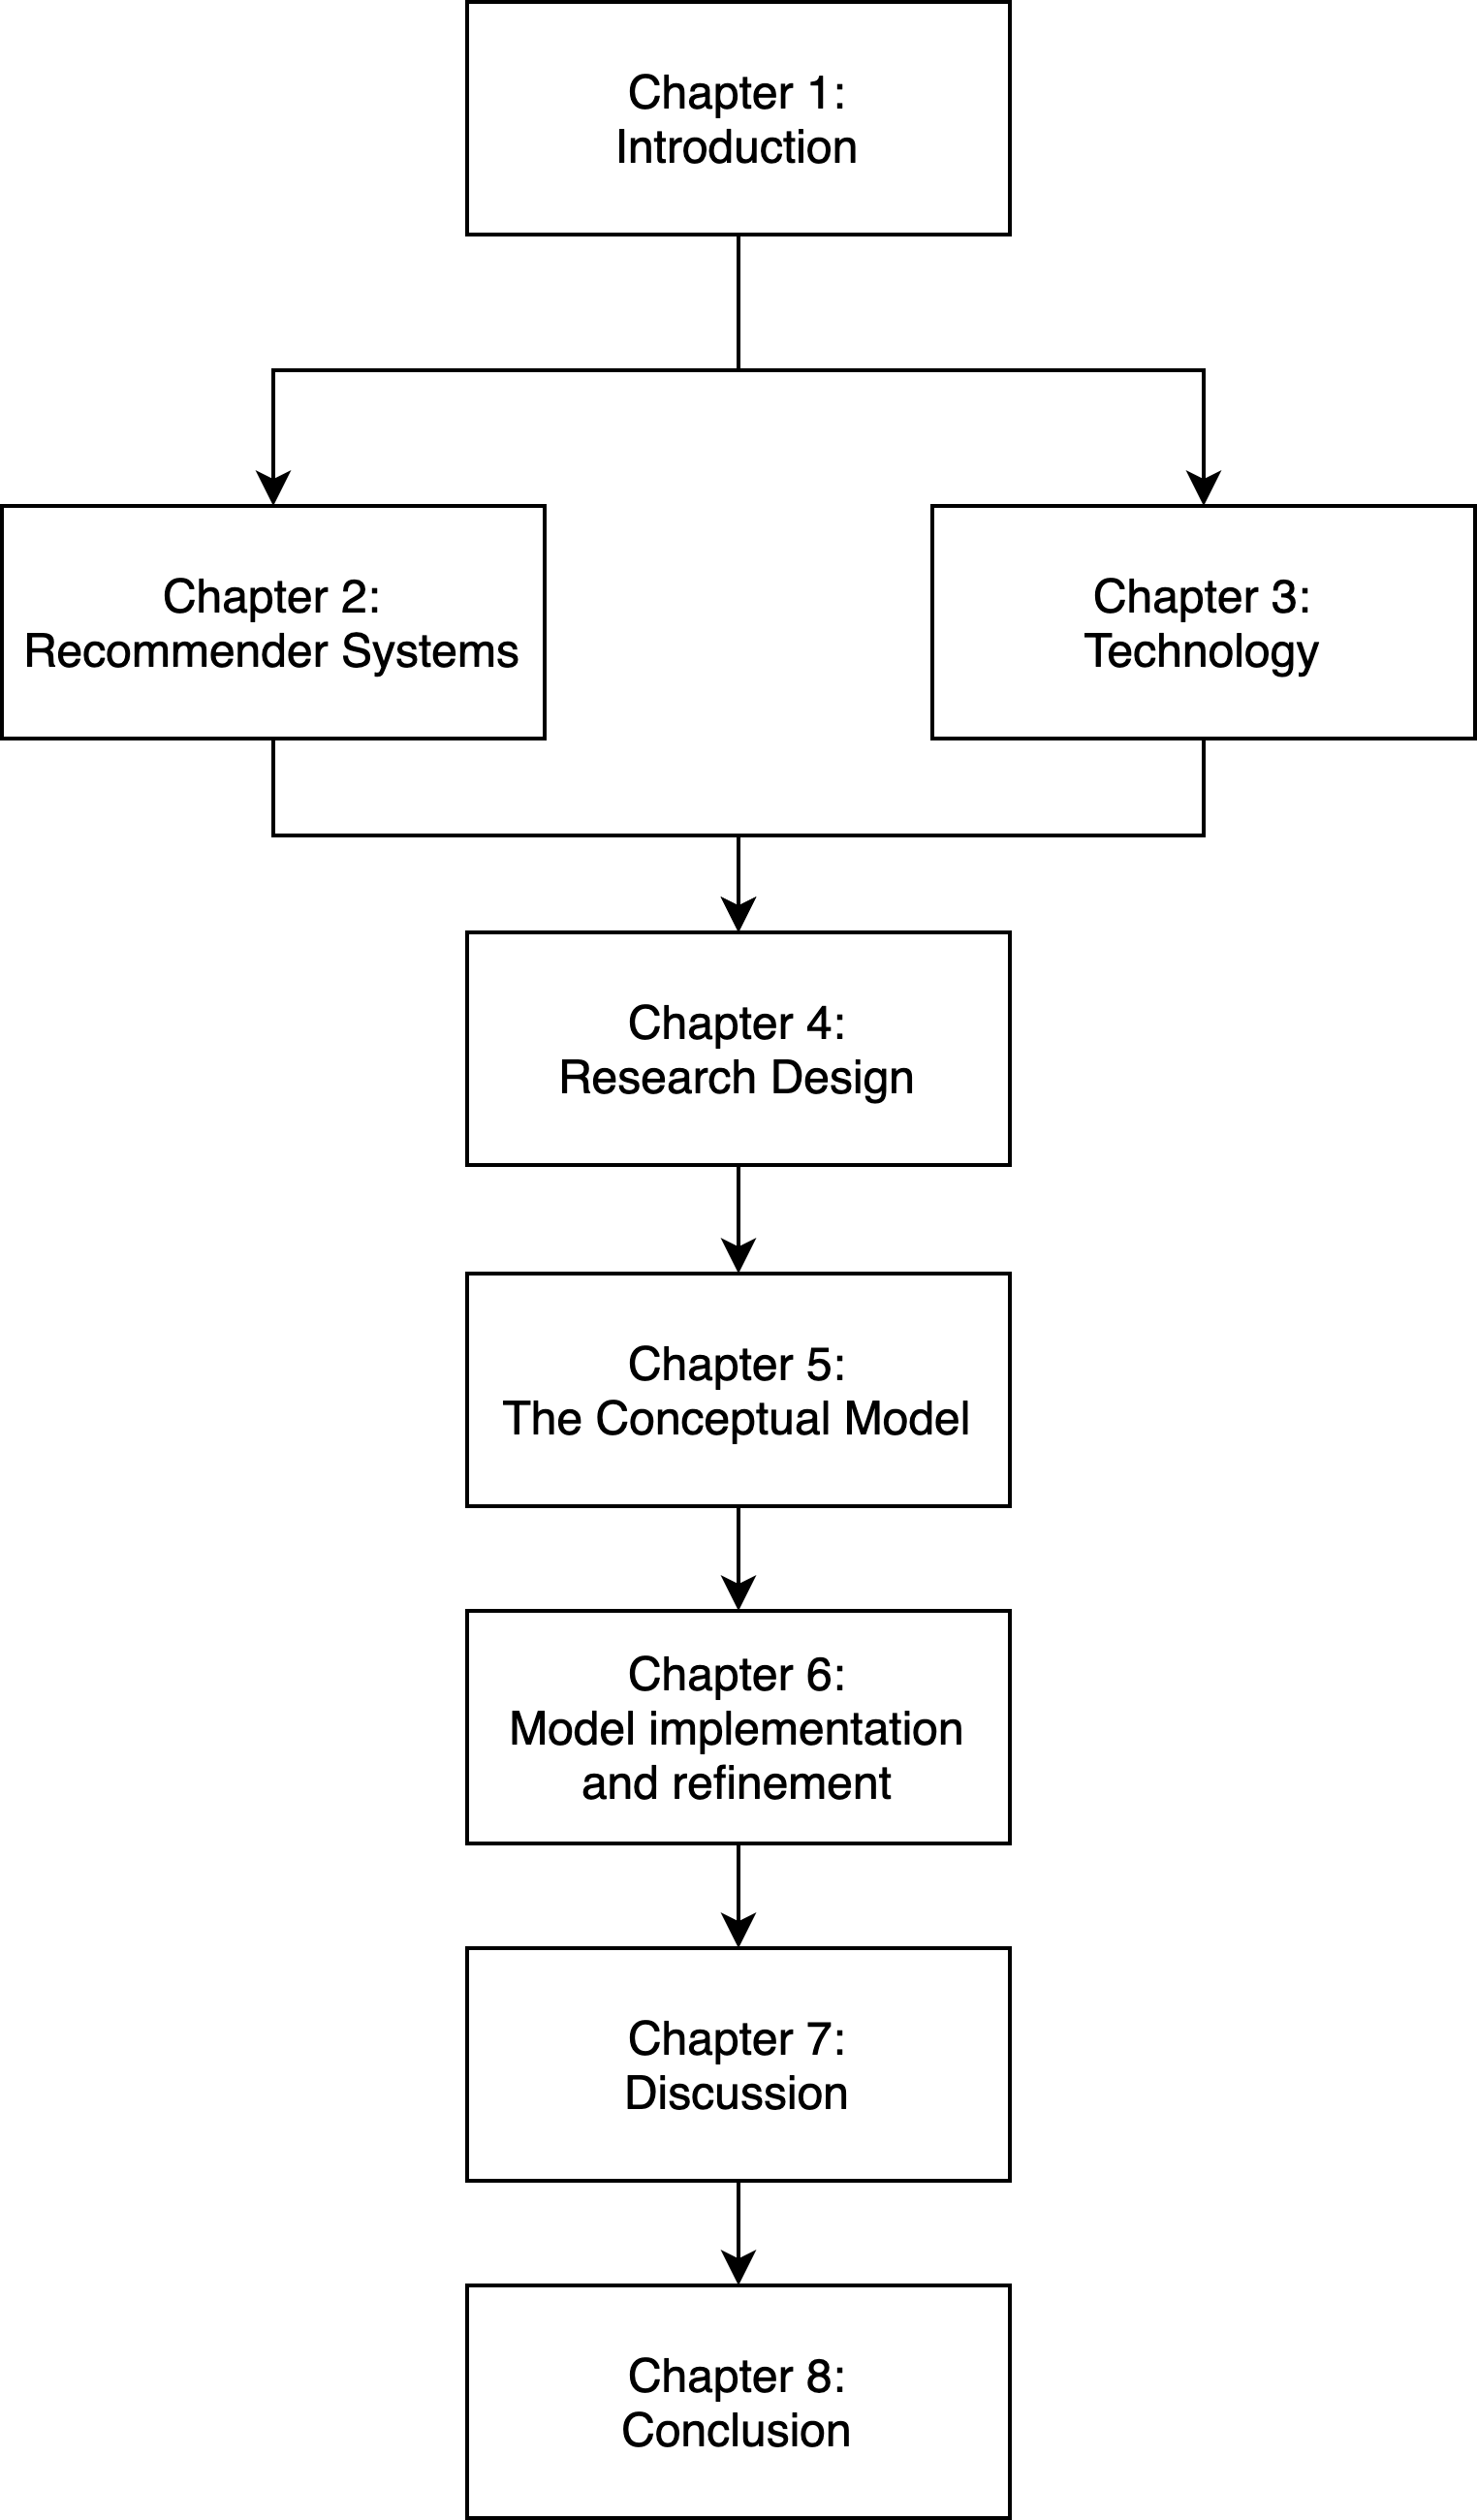 Chapter 1:
Introduction
Chapter 2:
Recommender Systems
Chapter 3:
Technology
Chapter 4:
Research Design
Chapter 5:
The Conceptual Model
Chapter 6:
Model implementation
and refinement
Chapter 7:
Discussion
Chapter 8:
Conclusion